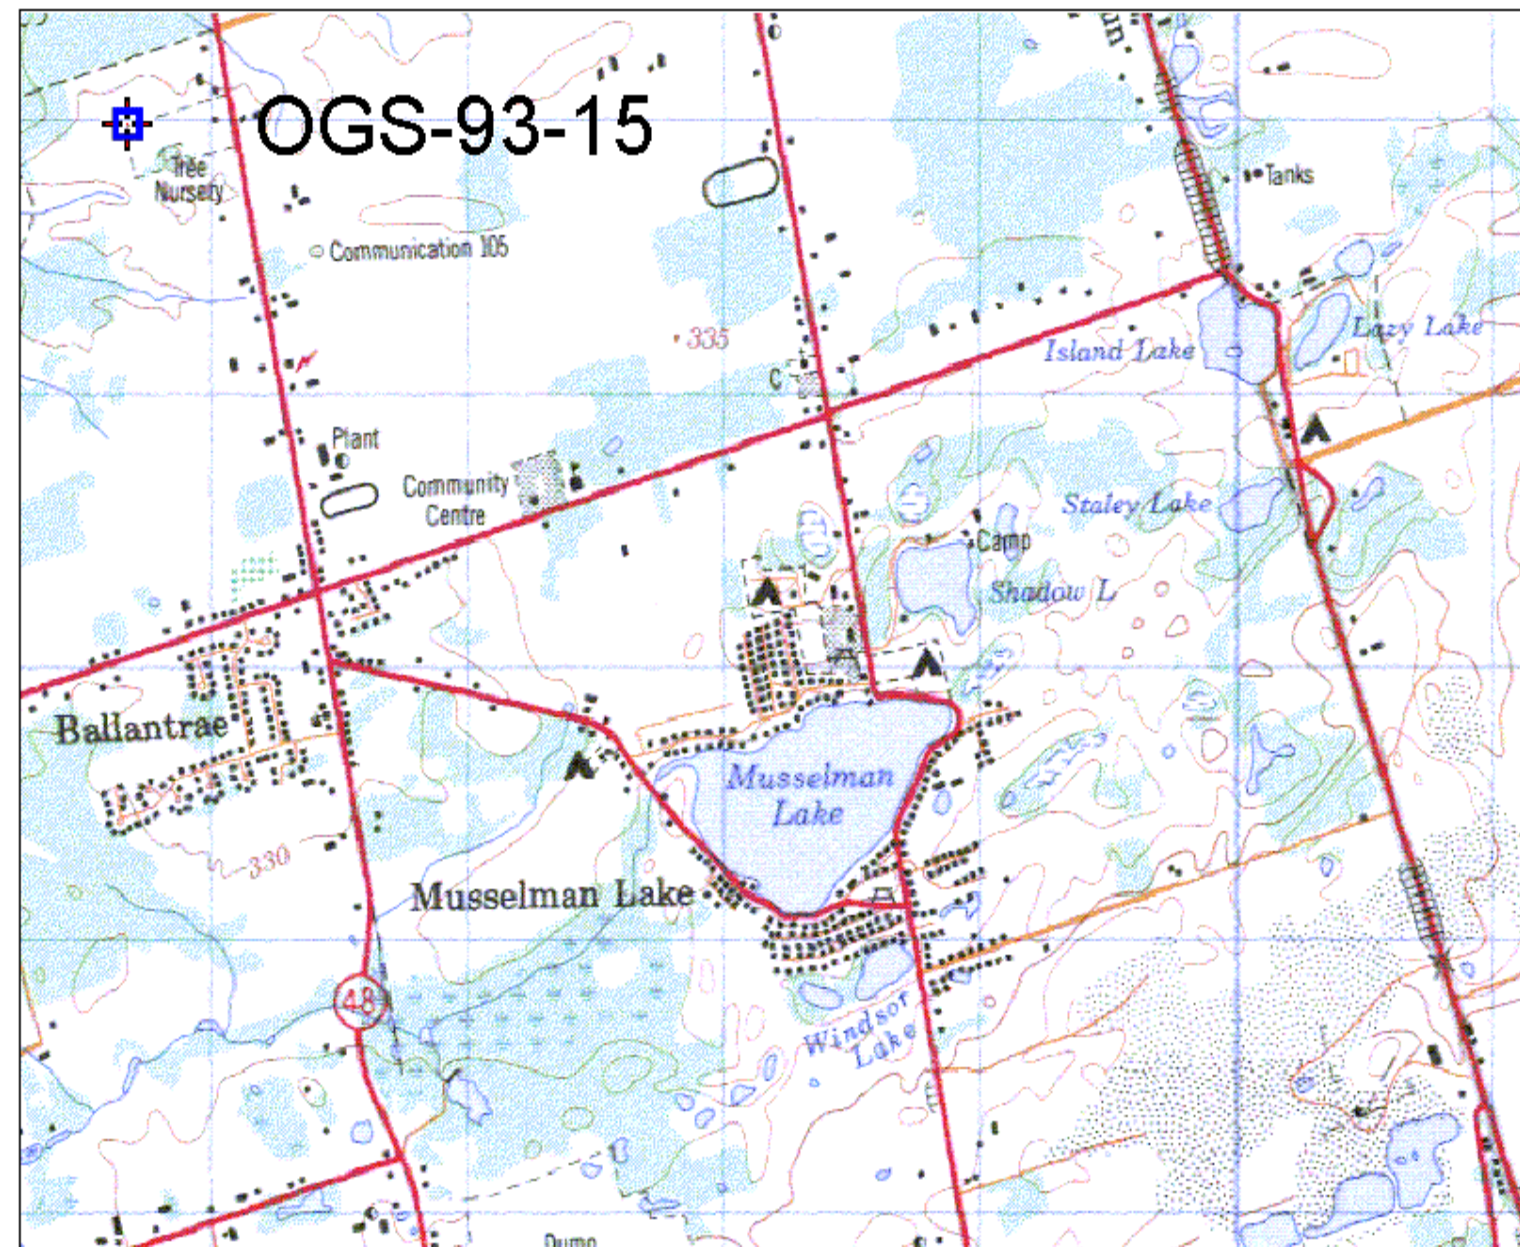 OGS-93-15
un
Tree
Nursery
Tanks
Communication 105
335
Island Lake
Lazy Lake
C
Plant
Community
Centre
Staley Lake
Camp
Shadow L
Ballantrae
Musselman
Lake
330
Musselman Lake
48
Windsor
Lake
Dump